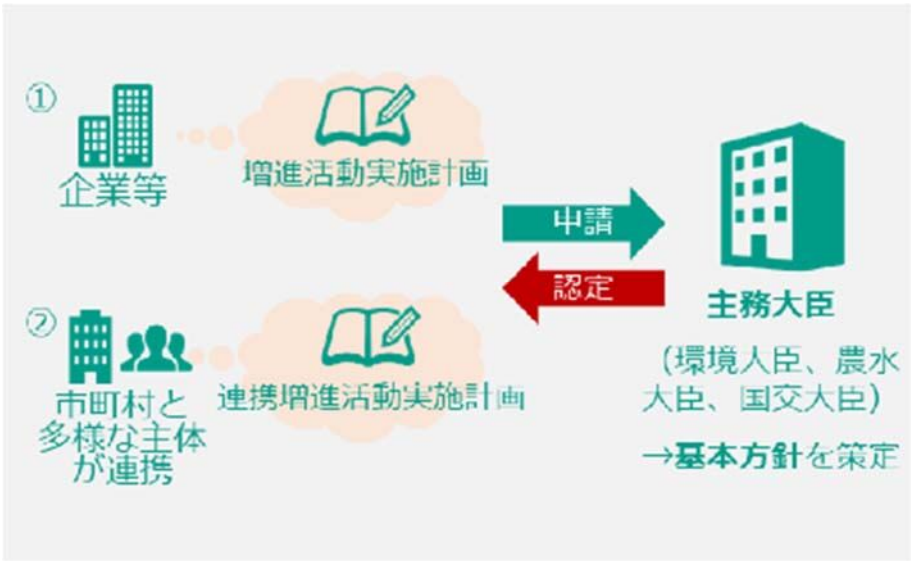 ①
企業等
増進活動実施計画
申請
認定
②
市町村と
多様な主体
が連携
連携増進活動実施計画
主務大臣
（環境大臣、農水
大臣、国交大臣）
→基本方針を策定